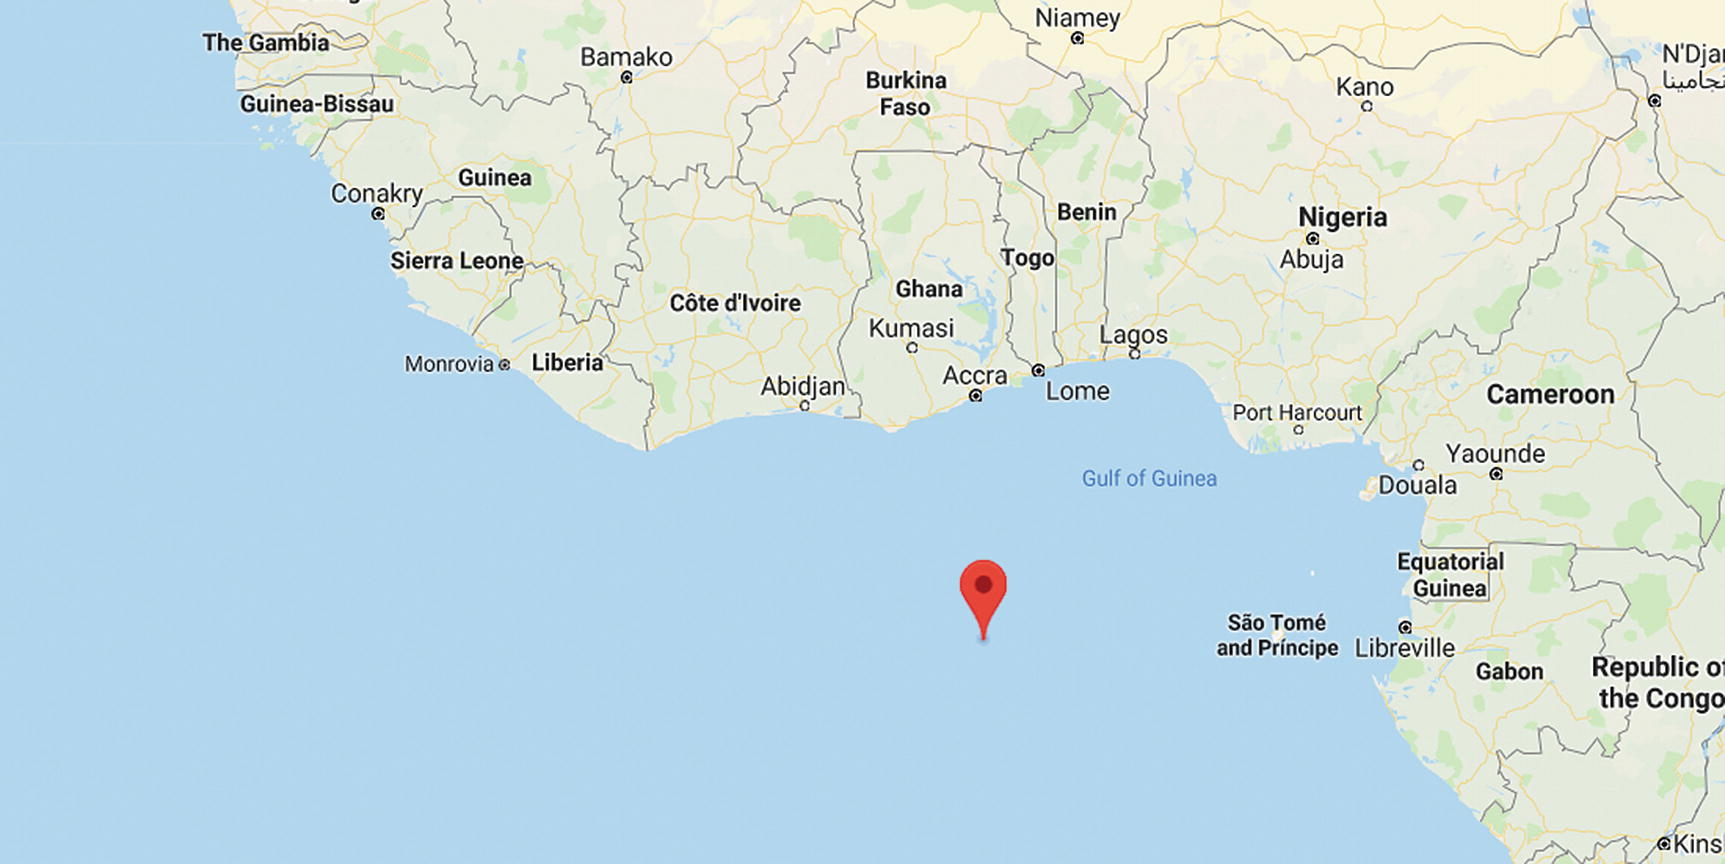 Niamey
The Gambia
Bamako
N'Dja
نجامينا
Burkina
Faso
Kano
Guinea-Bissau
Guinea
Conakry
Benin
Nigeria
Sierra Leone
Togo
Abuja
Ghana
Côte d'Ivoire
Kumasi
Lagos
Monrovia
Liberia
Accra
Abidjan
Lome
Cameroon
Port Harcourt
Yaounde
Gulf of Guinea
Douala
Equatorial
Guinea
São Tomé
and Príncipe
Libreville
Gabon
Republic of
the Congo
Kins